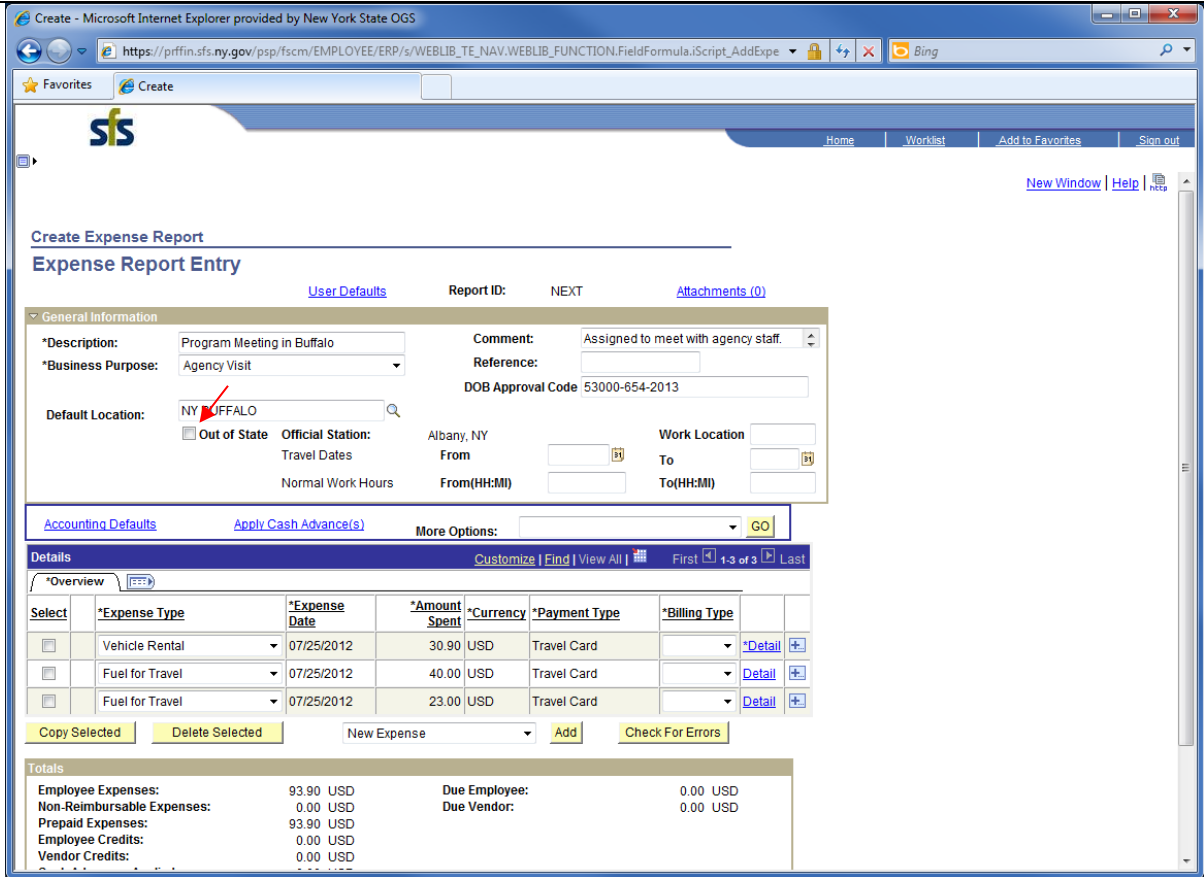 Create - Microsoft Internet Explorer provided by New York State OGS
https://prffin.sfs.ny.gov/psp/fscm/EMPLOYEE/ERP/s/WEBLIB_TE_NAV.WEBLIB_FUNCTION.FieldFormula.iScript_AddExpe
Bing
Favorites Create
sfs
Home Worklist Add to Favorites Sign out
New Window | Help | http
Create Expense Report
Expense Report Entry
User Defaults Report ID: NEXT Attachments (0)
General Information
*Description: Program Meeting in Buffalo Comment: Assigned to meet with agency staff.
*Business Purpose: Agency Visit Reference:
DOB Approval Code 53000-654-2013
Default Location: NY BUFFALO
Out of State Official Station: Albany, NY Work Location
Travel Dates From To
Normal Work Hours From(HH:MI) To(HH:MI)
Accounting Defaults Apply Cash Advance(s) More Options: GO
Details Customize | Find | View All | First 1-3 of 3 Last
*Overview
Select *Expense Type *Expense Date *Amount Spent *Currency *Payment Type *Billing Type
Vehicle Rental 07/25/2012 30.90 USD Travel Card *Detail
Fuel for Travel 07/25/2012 40.00 USD Travel Card Detail
Fuel for Travel 07/25/2012 23.00 USD Travel Card Detail
Copy Selected Delete Selected New Expense Add Check For Errors
Totals
Employee Expenses: 93.90 USD Due Employee: 0.00 USD
Non-Reimbursable Expenses: 0.00 USD Due Vendor: 0.00 USD
Prepaid Expenses: 93.90 USD
Employee Credits: 0.00 USD
Vendor Credits: 0.00 USD